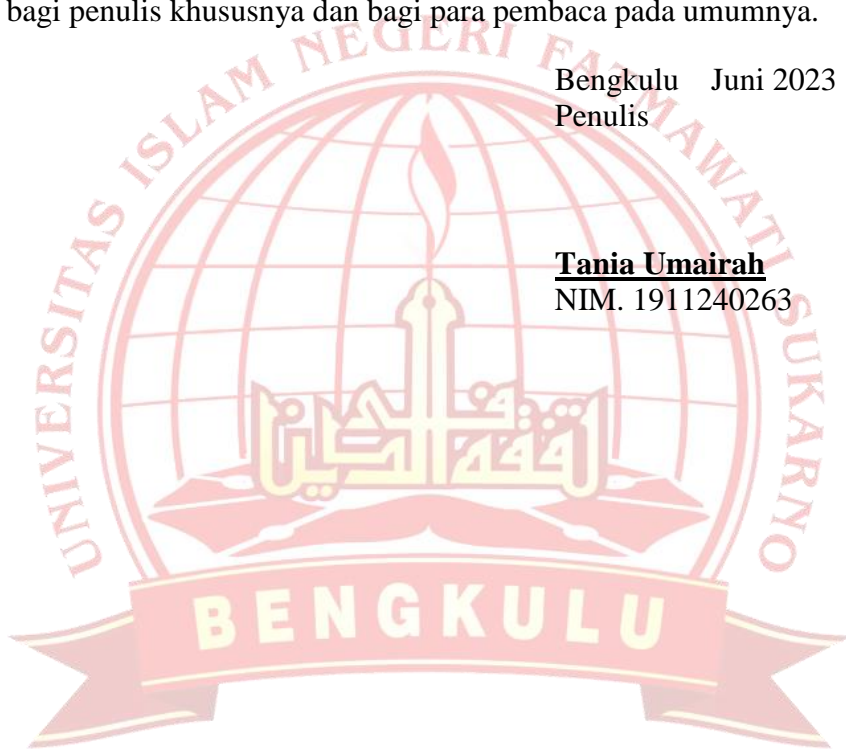 bagi penulis khususnya dan bagi para pembaca pada umumnya.
Bengkulu Juni 2023
Penulis
Tania Umairah
NIM. 1911240263
UNIVERSITAS ISLAM NEGERI FATMAWATI SUKARNO
BENGKULU